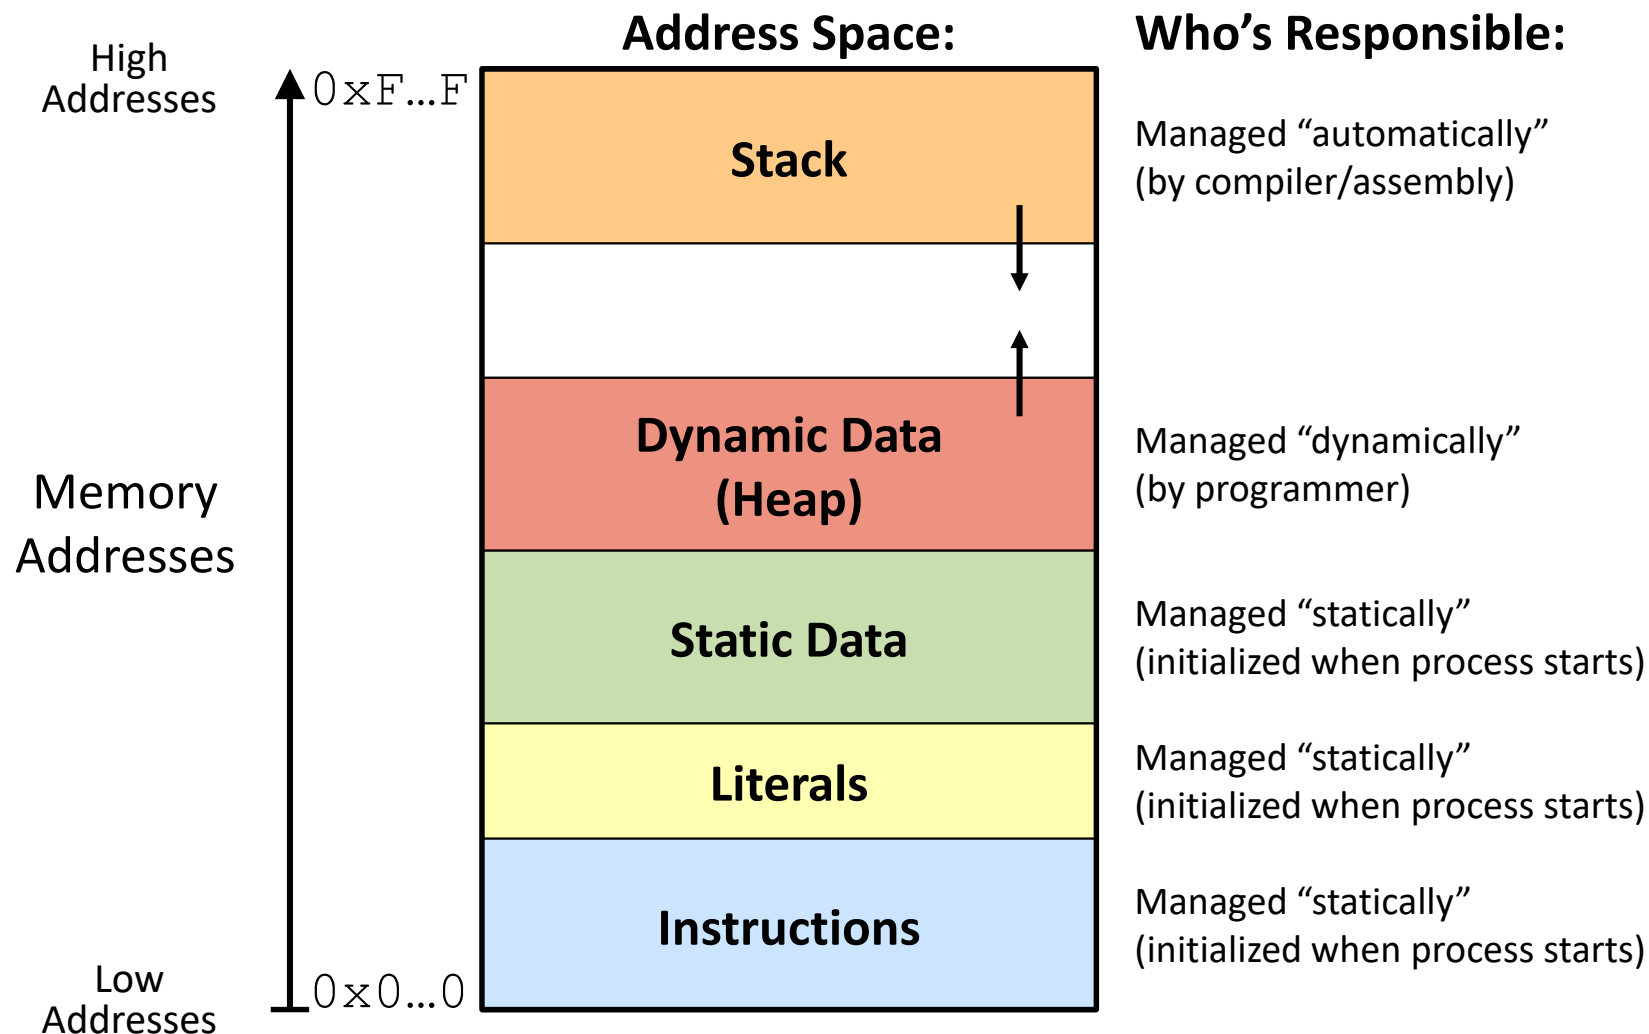 Address Space:
Who’s Responsible:
High
Addresses
0xF…F
Stack
Managed “automatically”
(by compiler/assembly)
Dynamic Data
(Heap)
Managed “dynamically”
(by programmer)
Memory
Addresses
Static Data
Managed “statically”
(initialized when process starts)
Literals
Managed “statically”
(initialized when process starts)
Instructions
Managed “statically”
(initialized when process starts)
Low
Addresses
0x0…0